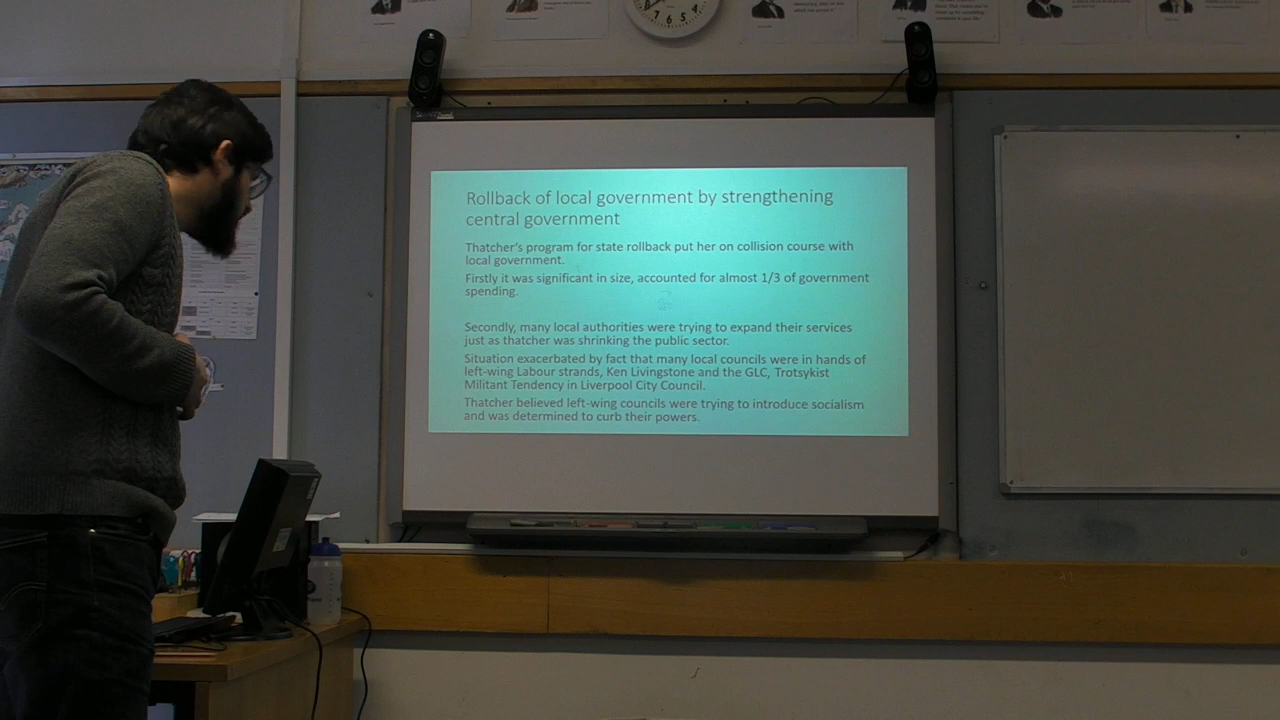 7 6 5 4
Rollback of local government by strengthening
central government
Thatcher's program for state rollback put her on collision course with
local government.
Firstly it was significant in size, accounted for almost 1/3 of government
spending.
Secondly, many local authorities were trying to expand their services
just as thatcher was shrinking the public sector.
Situation exacerbated by fact that many local councils were in hands of
left-wing Labour strands, Ken Livingstone and the GLC, Trotsykist
Militant Tendency in Liverpool City Council.
Thatcher believed left-wing councils were trying to introduce socialism
and was determined to curb their powers.